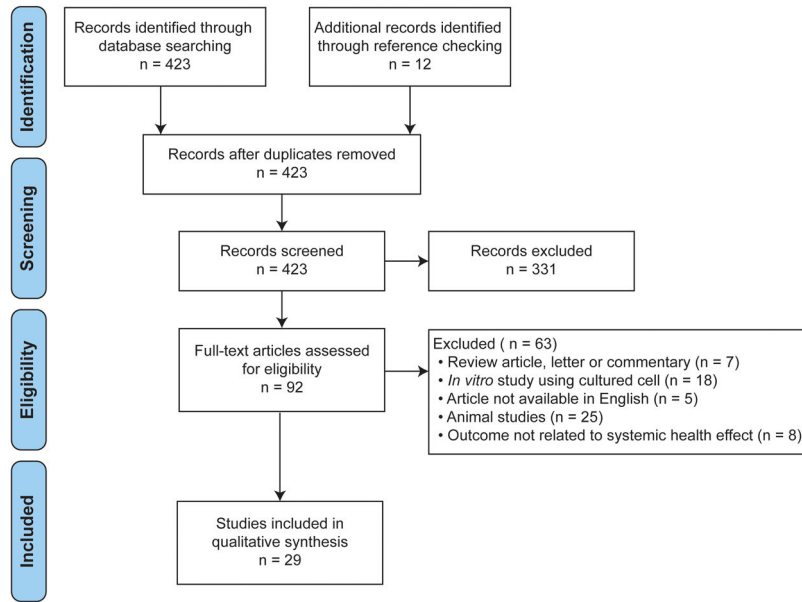 Identification
Records identified through
database searching
n = 423
Additional records identified
through reference checking
n = 12
Records after duplicates removed
n = 423
Screening
Records screened
n = 423
Records excluded
n = 331
Eligibility
Full-text articles assessed
for eligibility
n = 92
Excluded ( n = 63)
• Review article, letter or commentary (n = 7)
• In vitro study using cultured cell (n = 18)
• Article not available in English (n = 5)
• Animal studies (n = 25)
• Outcome not related to systemic health effect (n = 8)
Included
Studies included in
qualitative synthesis
n = 29